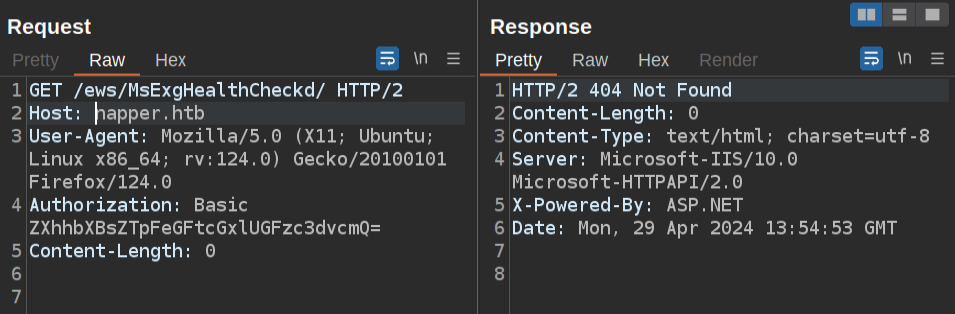 Request
Pretty Raw Hex \n
1 GET /ews/MsExgHealthCheckd/ HTTP/2
2 Host: napper.htb
3 User-Agent: Mozilla/5.0 (X11; Ubuntu;
Linux x86_64; rv:124.0) Gecko/20100101
Firefox/124.0
4 Authorization: Basic
ZXhhbXBsZTpFeGFtcGxlUGFzc3dvcmQ=
5 Content-Length: 0
6
7
Response
Pretty Raw Hex Render \n
1 HTTP/2 404 Not Found
2 Content-Length: 0
3 Content-Type: text/html; charset=utf-8
4 Server: Microsoft-IIS/10.0
Microsoft-HTTPAPI/2.0
5 X-Powered-By: ASP.NET
6 Date: Mon, 29 Apr 2024 13:54:53 GMT
7
8